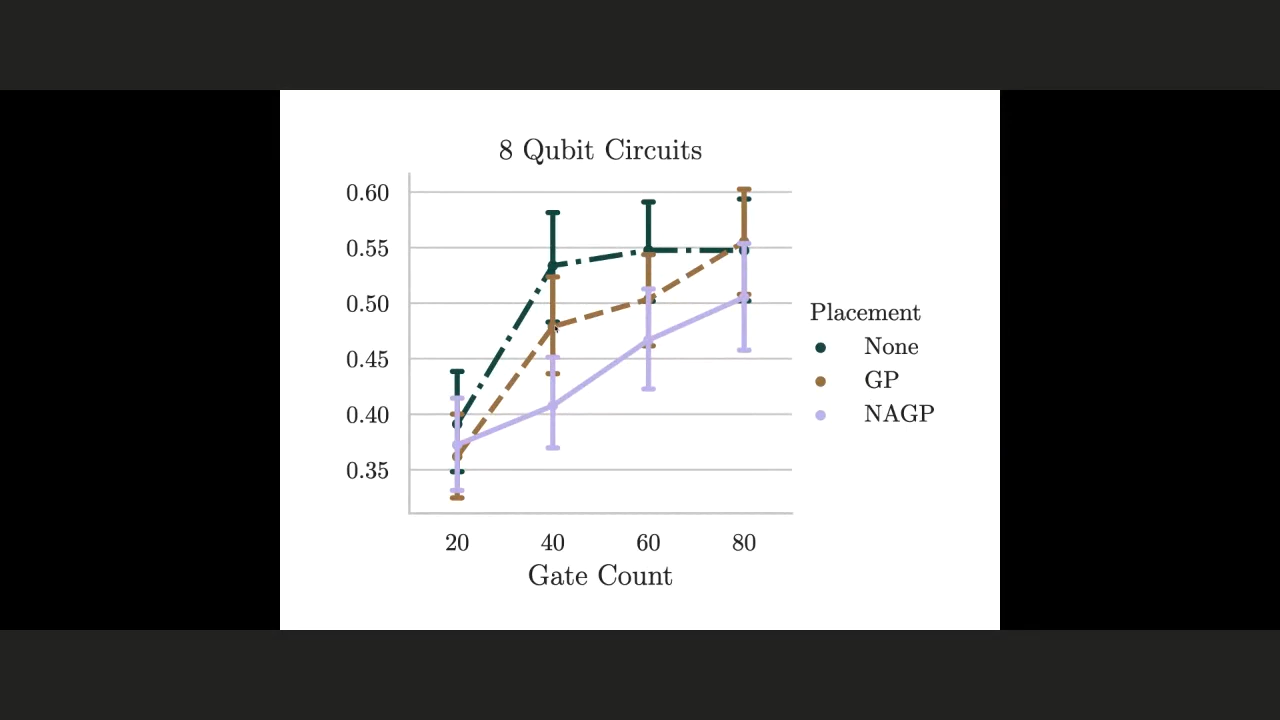 8 Qubit Circuits
0.60
0.55
0.50
0.45
0.40
0.35
20 40 60 80
Gate Count
Placement
None
GP
NAGP